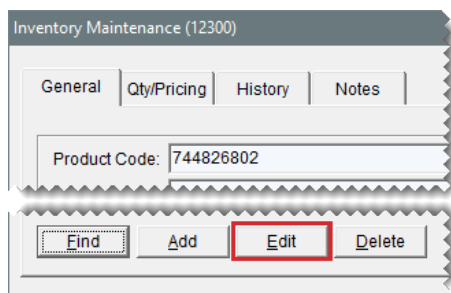 Inventory Maintenance (12300)
General Qty/Pricing History Notes
Product Code: 744826802
Find Add Edit Delete